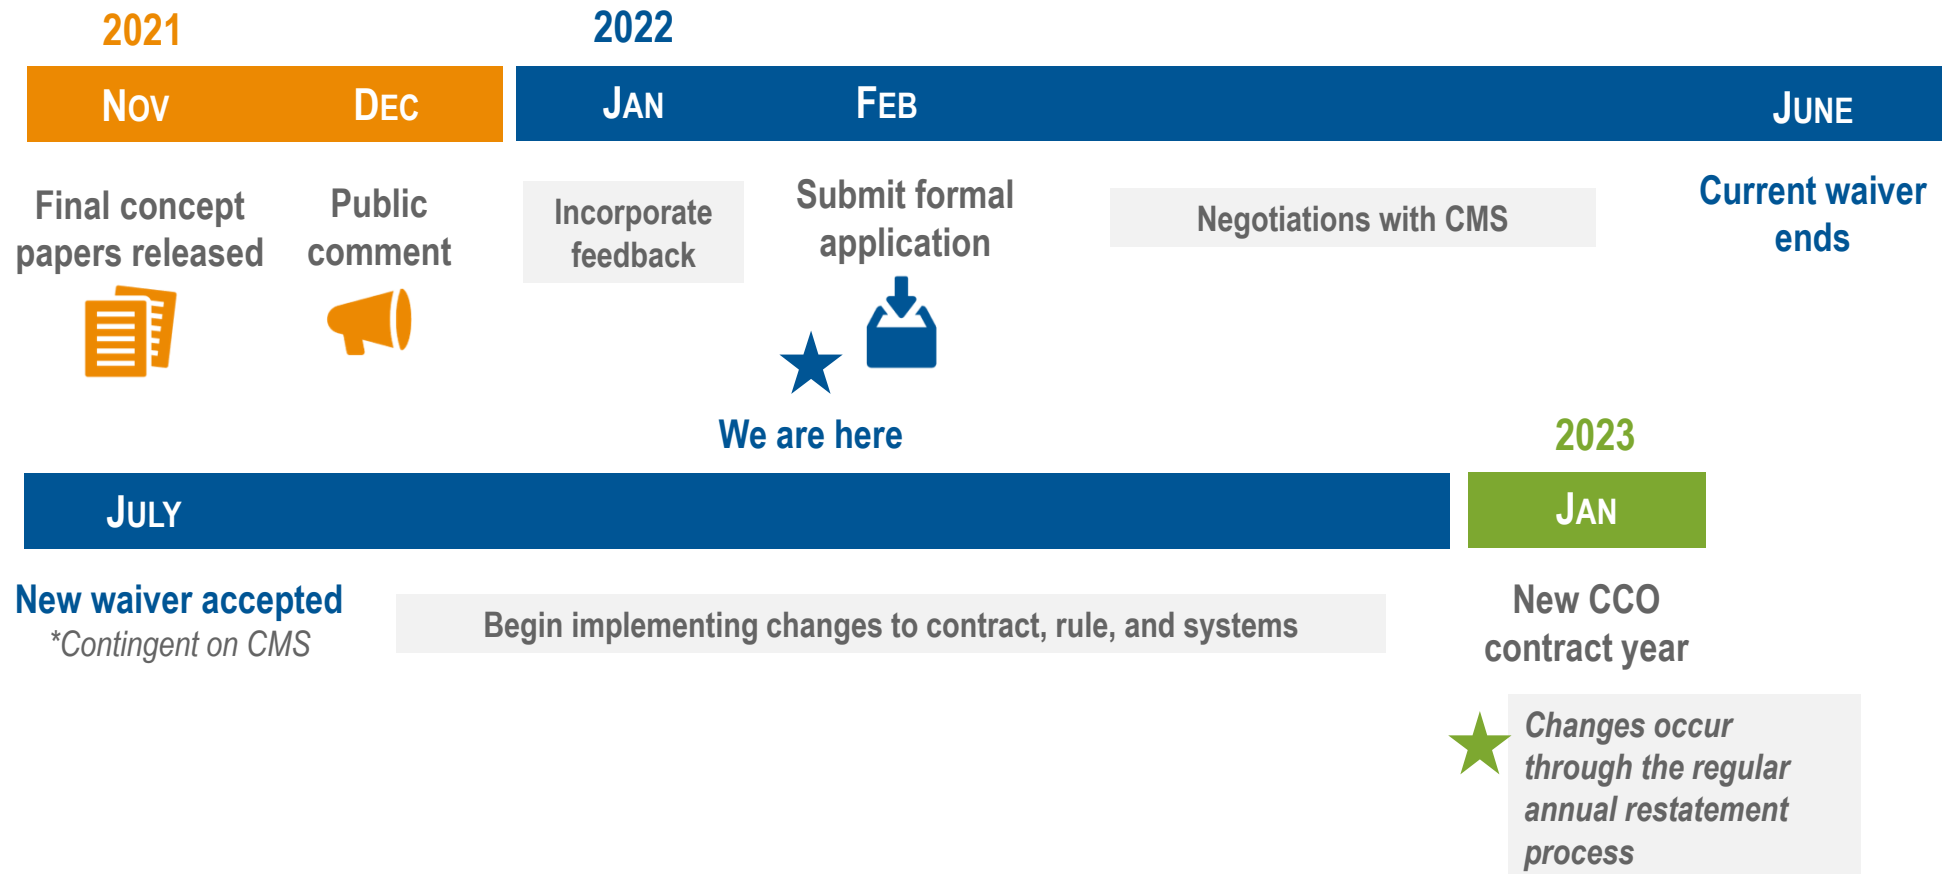 2021
2022
Nov
Dec
Jan
Feb
June
Final concept
papers released
Public
comment
Incorporate
feedback
Submit formal
application
Negotiations with CMS
Current waiver
ends
We are here
2023
July
Jan
New waiver accepted
*Contingent on CMS
Begin implementing changes to contract, rule, and systems
New CCO
contract year
Changes occur
through the regular
annual restatement
process